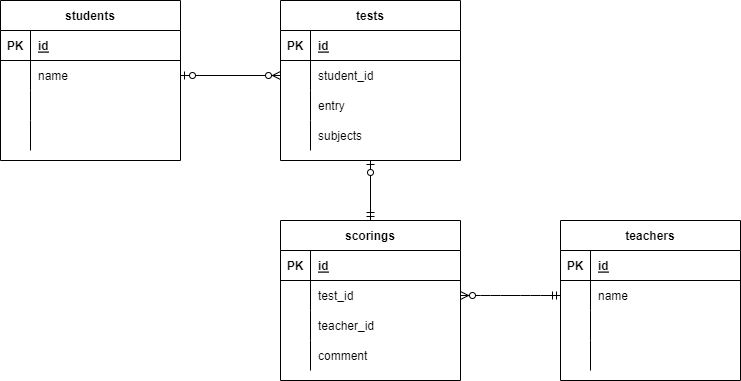 students
PK id
name
tests
PK id
student_id
entry
subjects
scorings
PK id
test_id
teacher_id
comment
teachers
PK id
name